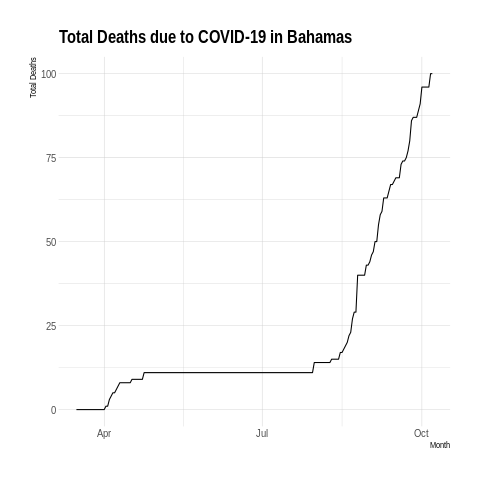 Total Deaths due to COVID-19 in Bahamas
Total Deaths
100
75
50
25
0
Apr
Jul
Oct
Month